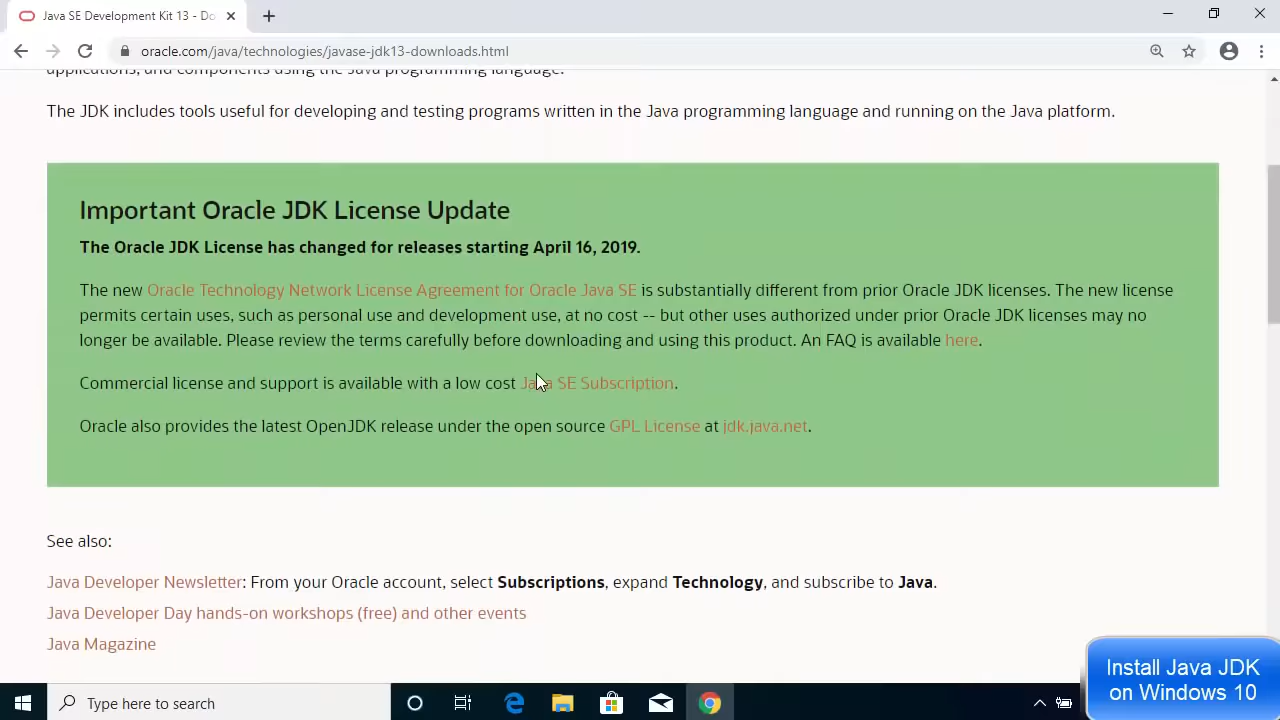 Java SE Development Kit 13 - Do
oracle.com/java/technologies/javase-jdk13-downloads.html
applications, and components using the Java programming language.
The JDK includes tools useful for developing and testing programs written in the Java programming language and running on the Java platform.
Important Oracle JDK License Update
The Oracle JDK License has changed for releases starting April 16, 2019.
The new Oracle Technology Network License Agreement for Oracle Java SE is substantially different from prior Oracle JDK licenses. The new license
permits certain uses, such as personal use and development use, at no cost -- but other uses authorized under prior Oracle JDK licenses may no
longer be available. Please review the terms carefully before downloading and using this product. An FAQ is available here.
Commercial license and support is available with a low cost Java SE Subscription.
Oracle also provides the latest OpenJDK release under the open source GPL License at jdk.java.net.
See also:
Java Developer Newsletter: From your Oracle account, select Subscriptions, expand Technology, and subscribe to Java.
Java Developer Day hands-on workshops (free) and other events
Java Magazine
Install Java JDK
on Windows 10
Type here to search